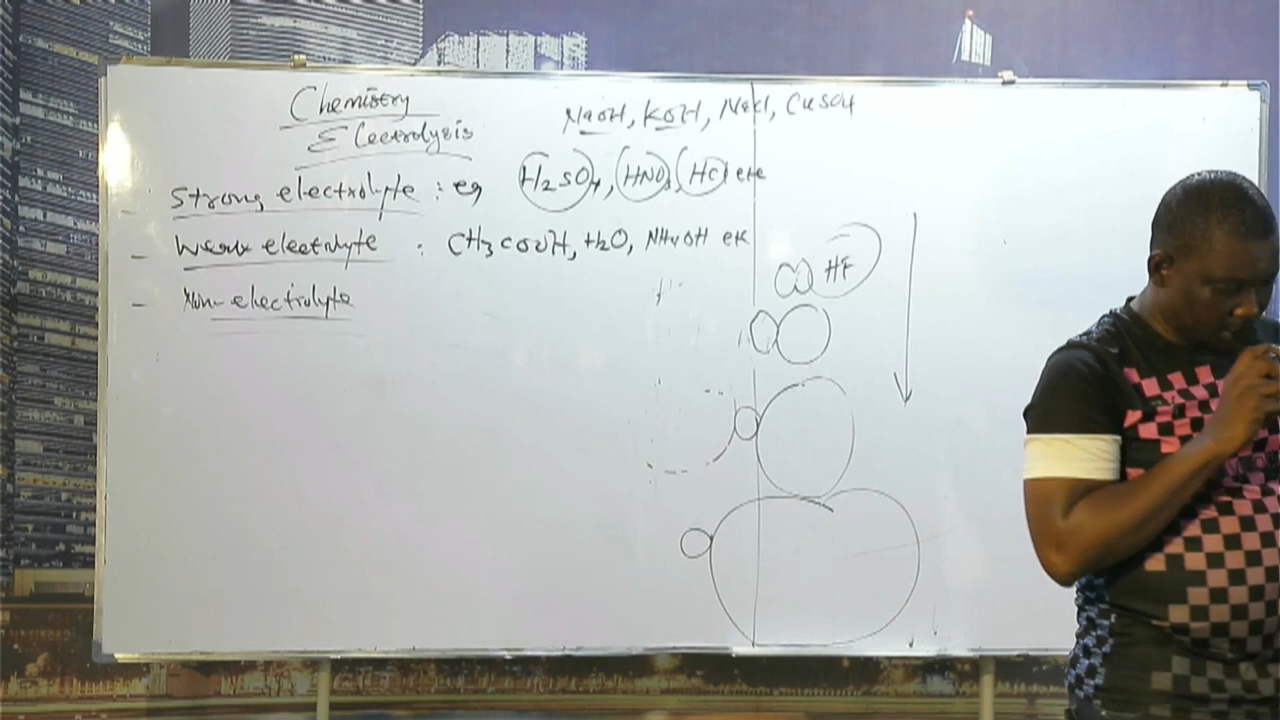 Chemistry
Electrolysis
NaOH, KOH, NaCl, CuSO4
Strong electrolyte : eg H2SO4, HNO3, HCl etc
- Weak electrolyte : CH3COOH, H2O, NH4OH etc
- Non-electrolyte
HF